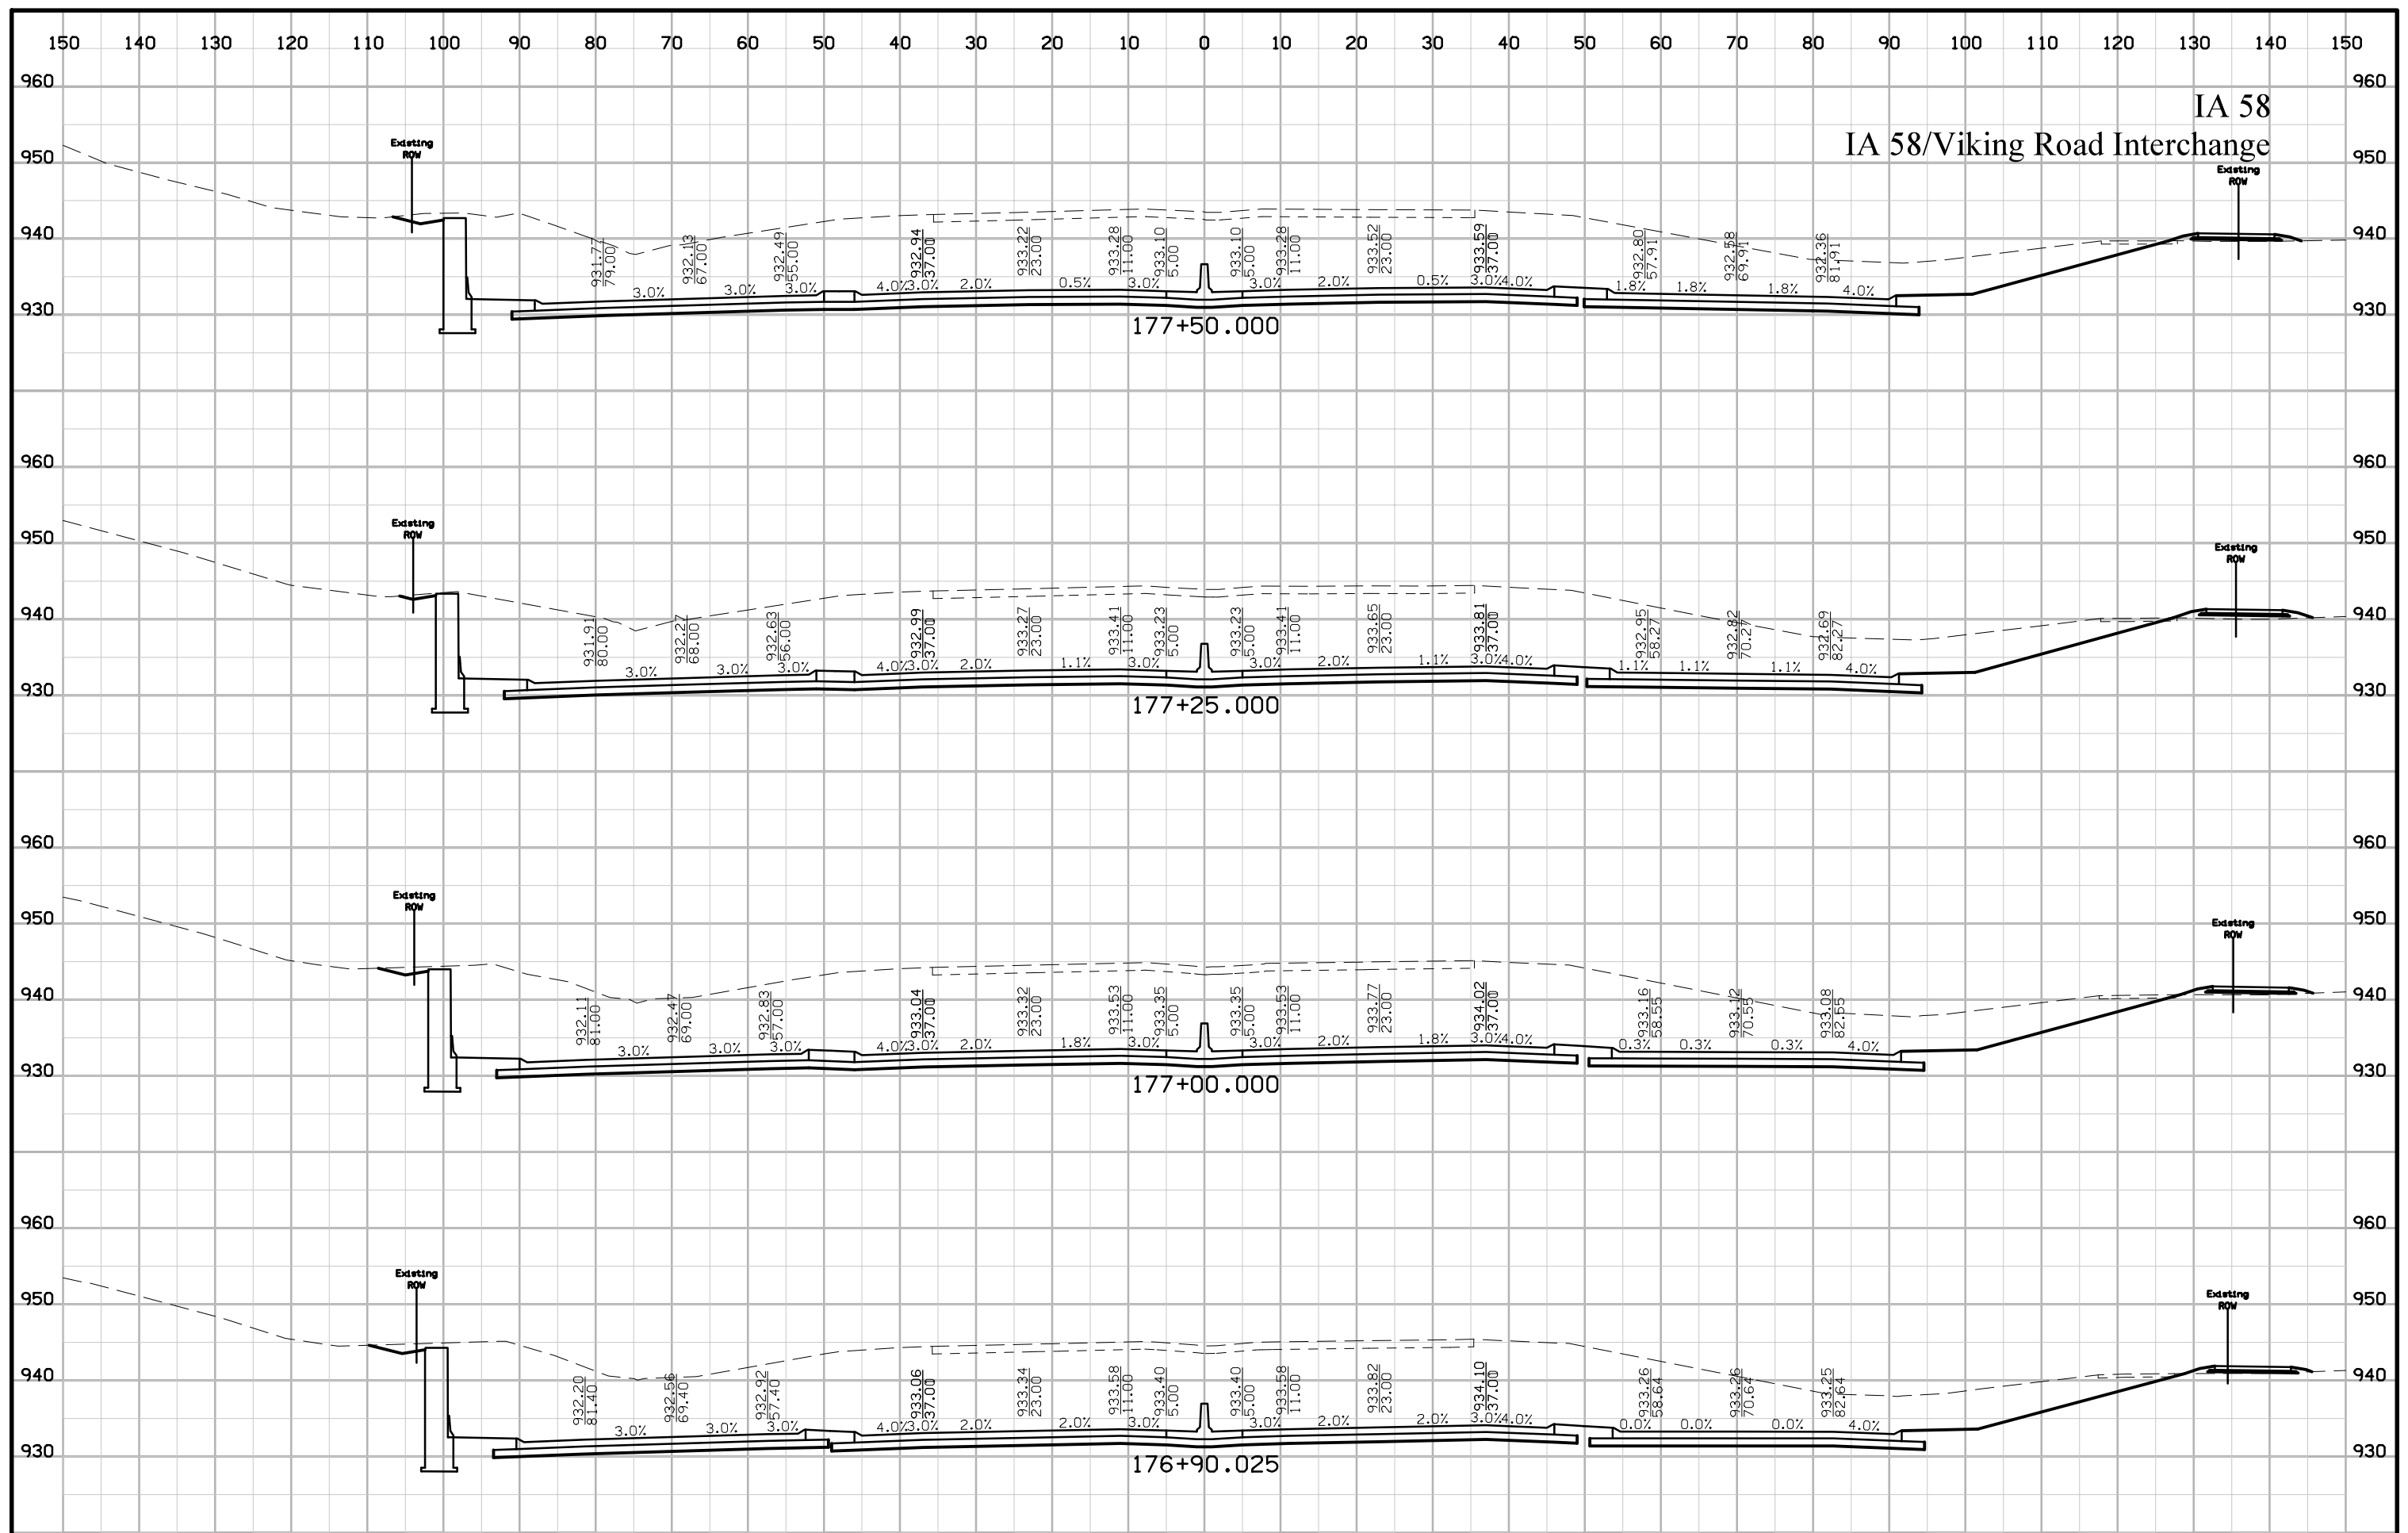 150 140 130 120 110 100 90 80 70 60 50 40 30 20 10 0 10 20 30 40 50 60 70 80 90 100 110 120 130 140 150
960 960
IA 58
IA 58/Viking Road Interchange
950 Existing ROW Existing ROW 950
940 940
931.77 79.00 932.13 67.00 932.49 55.00 932.94 37.00 933.22 23.00 933.28 11.00 933.10 5.00 933.10 5.00 933.28 11.00 933.52 23.00 933.59 37.00 932.80 57.91 932.58 69.91 932.36 81.91
3.0% 3.0% 3.0% 4.0% 3.0% 2.0% 0.5% 3.0% 3.0% 2.0% 0.5% 3.0% 4.0% 1.8% 1.8% 1.8% 4.0%
930 930
177+50.000
960 960
950 Existing ROW Existing ROW 950
940 940
931.91 80.00 932.27 68.00 932.63 56.00 932.99 37.00 933.27 23.00 933.41 11.00 933.23 5.00 933.23 5.00 933.41 11.00 933.65 23.00 933.81 37.00 932.95 58.27 932.82 70.27 932.69 82.27
3.0% 3.0% 3.0% 4.0% 3.0% 2.0% 1.1% 3.0% 3.0% 2.0% 1.1% 3.0% 4.0% 1.1% 1.1% 1.1% 4.0%
930 930
177+25.000
960 960
950 Existing ROW Existing ROW 950
940 940
932.11 81.00 932.47 69.00 932.83 57.00 933.04 37.00 933.32 23.00 933.53 11.00 933.35 5.00 933.35 5.00 933.53 11.00 933.77 23.00 934.02 37.00 933.16 58.55 933.12 70.55 933.08 82.55
3.0% 3.0% 3.0% 4.0% 3.0% 2.0% 1.8% 3.0% 3.0% 2.0% 1.8% 3.0% 4.0% 0.3% 0.3% 0.3% 4.0%
930 930
177+00.000
960 960
950 Existing ROW Existing ROW 950
940 940
932.20 81.40 932.56 69.40 932.92 57.40 933.06 37.00 933.34 23.00 933.58 11.00 933.40 5.00 933.40 5.00 933.58 11.00 933.82 23.00 934.10 37.00 933.26 58.64 933.26 70.64 933.25 82.64
3.0% 3.0% 3.0% 4.0% 3.0% 2.0% 2.0% 3.0% 3.0% 2.0% 2.0% 3.0% 4.0% 0.0% 0.0% 0.0% 4.0%
930 930
176+90.025